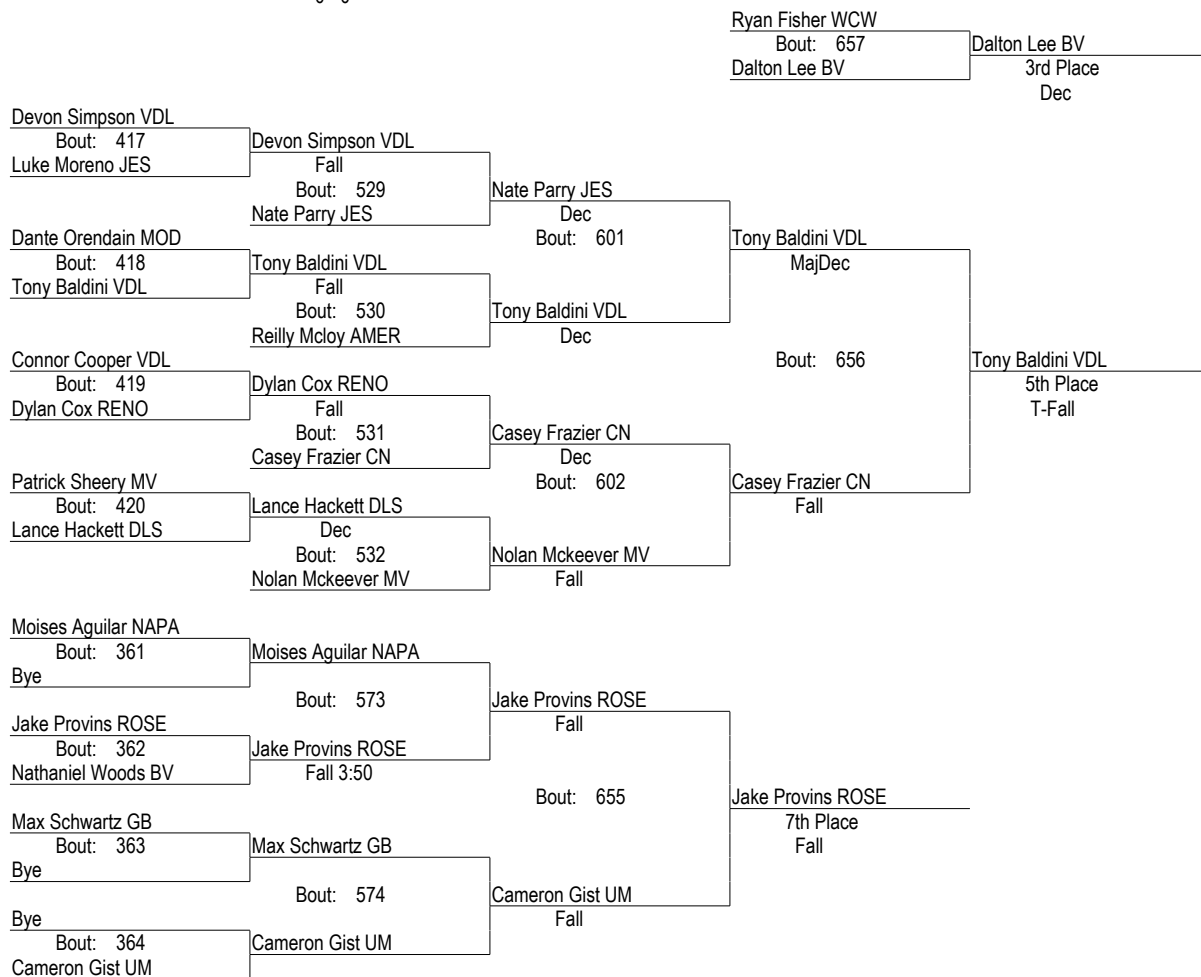 Ryan Fisher WCW
Bout: 657
Dalton Lee BV
Dalton Lee BV
3rd Place
Dec
Devon Simpson VDL
Bout: 417
Luke Moreno JES
Devon Simpson VDL
Fall
Bout: 529
Nate Parry JES
Nate Parry JES
Dec
Bout: 601
Dante Orendain MOD
Bout: 418
Tony Baldini VDL
Tony Baldini VDL
Fall
Bout: 530
Reilly Mcloy AMER
Tony Baldini VDL
Dec
Tony Baldini VDL
MajDec
Bout: 656
Tony Baldini VDL
5th Place
T-Fall
Connor Cooper VDL
Bout: 419
Dylan Cox RENO
Dylan Cox RENO
Fall
Bout: 531
Casey Frazier CN
Casey Frazier CN
Dec
Bout: 602
Casey Frazier CN
Fall
Patrick Sheery MV
Bout: 420
Lance Hackett DLS
Lance Hackett DLS
Dec
Bout: 532
Nolan Mckeever MV
Nolan Mckeever MV
Fall
Moises Aguilar NAPA
Bout: 361
Bye
Moises Aguilar NAPA
Bout: 573
Jake Provins ROSE
Fall
Jake Provins ROSE
Bout: 362
Nathaniel Woods BV
Jake Provins ROSE
Fall 3:50
Bout: 655
Jake Provins ROSE
7th Place
Fall
Max Schwartz GB
Bout: 363
Bye
Max Schwartz GB
Bout: 574
Cameron Gist UM
Fall
Bye
Bout: 364
Cameron Gist UM
Cameron Gist UM